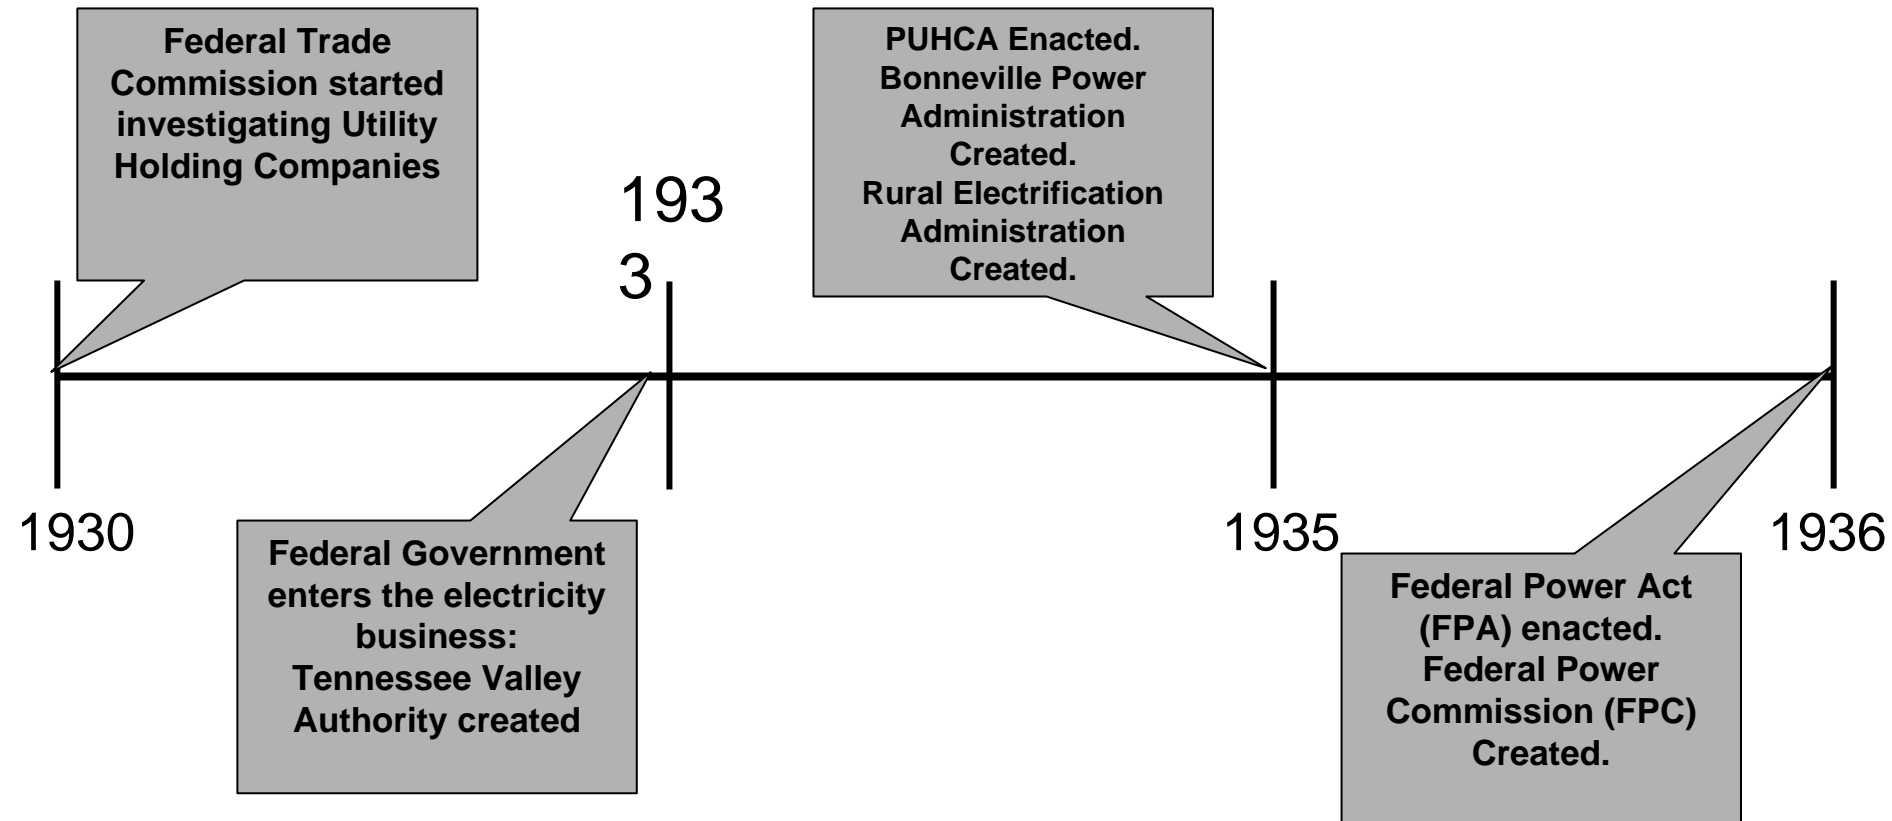 Federal Trade
Commission started
investigating Utility
Holding Companies
193
3
PUHCA Enacted.
Bonneville Power
Administration
Created.
Rural Electrification
Administration
Created.
1930
Federal Government
enters the electricity
business:
Tennessee Valley
Authority created
1935
1936
Federal Power Act
(FPA) enacted.
Federal Power
Commission (FPC)
Created.